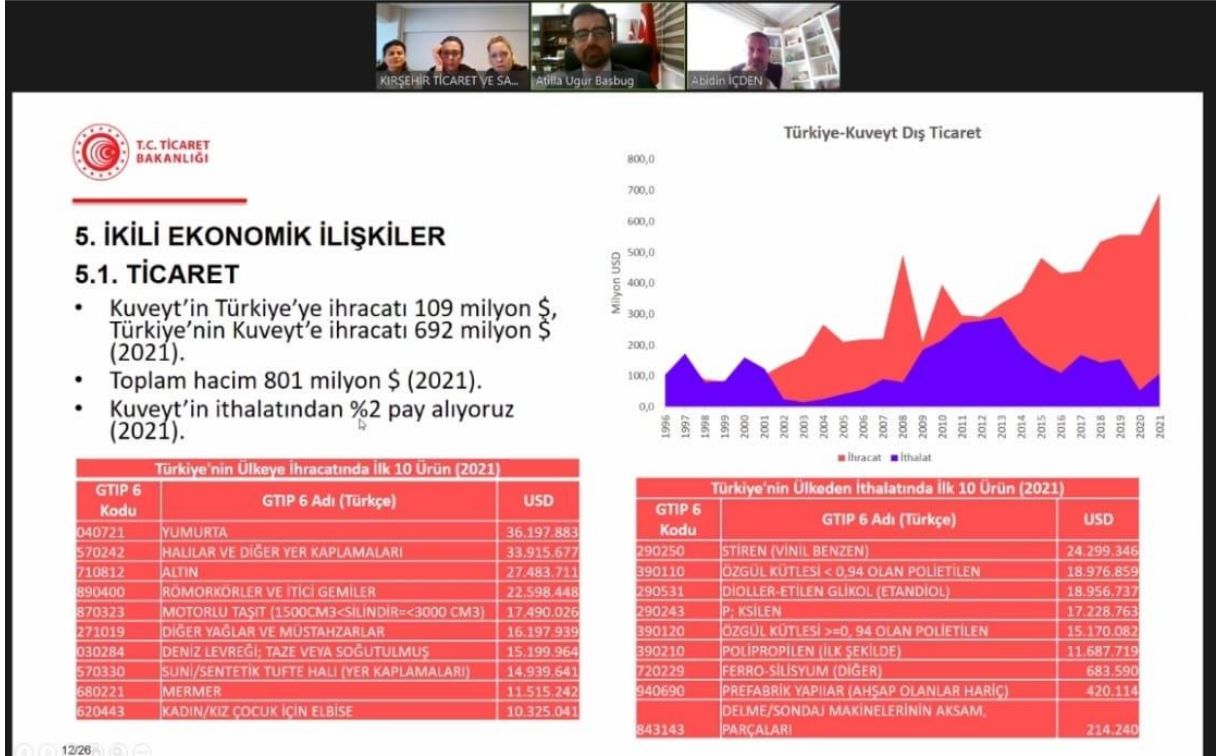 KIRŞEHİR TİCARET VE SA...
Atilla Ugur Basbug
Abidin İÇDEN
T.C. TİCARET
BAKANLIĞI
5. İKİLİ EKONOMİK İLİŞKİLER
5.1. TİCARET
• Kuveyt'in Türkiye'ye ihracatı 109 milyon $,
Türkiye'nin Kuveyt'e ihracatı 692 milyon $
(2021).
• Toplam hacim 801 milyon $ (2021).
• Kuveyt'in ithalatından %2 pay alıyoruz
(2021).
Türkiye'nin Ülkeye İhracatında İlk 10 Ürün (2021)
GTIP 6 Kodu GTIP 6 Adı (Türkçe) USD
040721 YUMURTA 36.197.883
570242 HALILAR VE DİĞER YER KAPLAMALARI 33.915.677
710812 ALTIN 27.483.711
890400 RÖMORKÖRLER VE İTİCİ GEMİLER 22.598.448
870323 MOTORLU TAŞIT (1500CM3<SİLİNDİR=<3000 CM3) 17.490.026
271019 DİĞER YAĞLAR VE MÜSTAHZARLAR 16.197.939
030284 DENİZ LEVREĞİ; TAZE VEYA SOĞUTULMUŞ 15.199.964
570330 SUNİ/SENTETİK TUFTE HALI (YER KAPLAMALARI) 14.939.641
680221 MERMER 11.515.242
620443 KADIN/KIZ ÇOCUK İÇİN ELBİSE 10.325.041
12/26
Türkiye-Kuveyt Dış Ticaret
Milyon USD
800,0
700,0
600,0
500,0
400,0
300,0
200,0
100,0
0,0
1996 1997 1998 1999 2000 2001 2002 2003 2004 2005 2006 2007 2008 2009 2010 2011 2012 2013 2014 2015 2016 2017 2018 2019 2020 2021
İhracat İthalat
Türkiye'nin Ülkeden İthalatında İlk 10 Ürün (2021)
GTIP 6 Kodu GTIP 6 Adı (Türkçe) USD
290250 STİREN (VİNİL BENZEN) 24.299.346
390110 ÖZGÜL KÜTLESİ < 0,94 OLAN POLİETİLEN 18.976.859
290531 DİOLLER-ETİLEN GLİKOL (ETANDİOL) 18.956.737
290243 P; KSİLEN 17.228.763
390120 ÖZGÜL KÜTLESİ >=0, 94 OLAN POLİETİLEN 15.170.082
390210 POLİPROPİLEN (İLK ŞEKİLDE) 11.687.719
720229 FERRO-SİLİSYUM (DİĞER) 683.590
940690 PREFABRİK YAPIIAR (AHŞAP OLANLAR HARİÇ) 420.114
DELME/SONDAJ MAKİNELERİNİN AKSAM,
843143 PARÇALARI 214.240